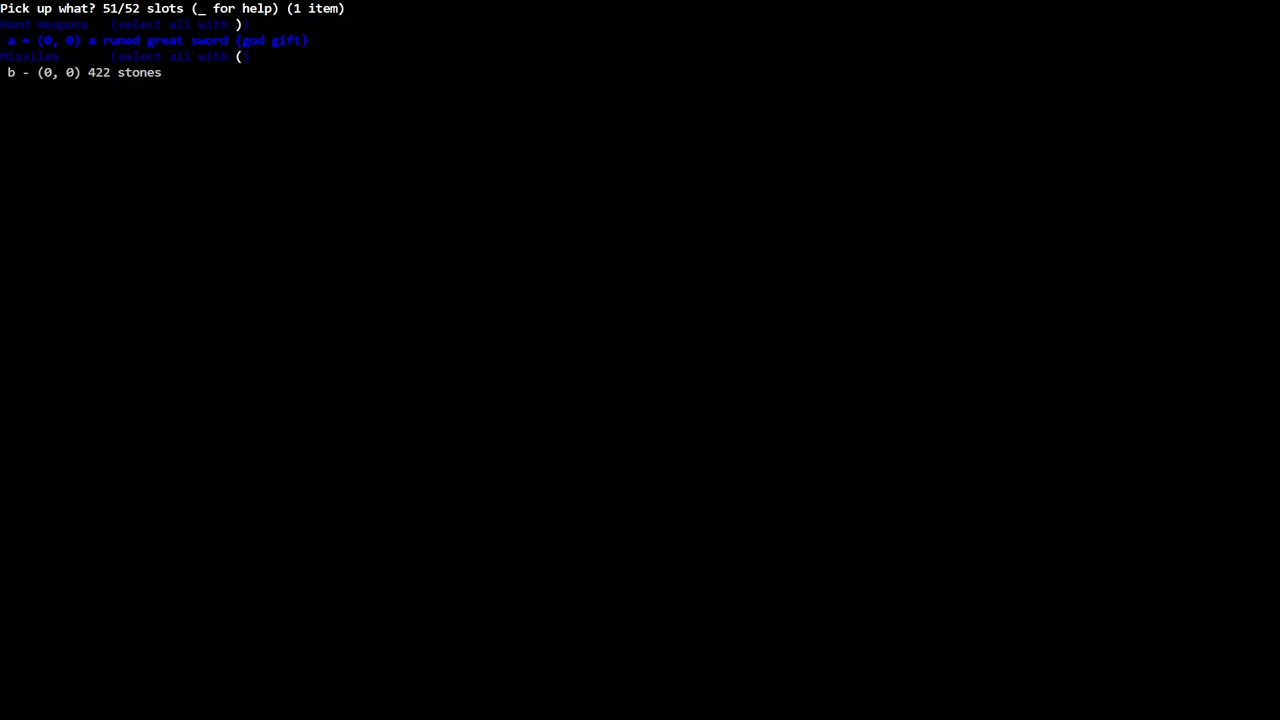 Pick up what? 51/52 slots (_ for help) (1 item)
Hand Weapons (select all with ))
a + (0, 0) a runed great sword {god gift}
Missiles (select all with ()
b - (0, 0) 422 stones